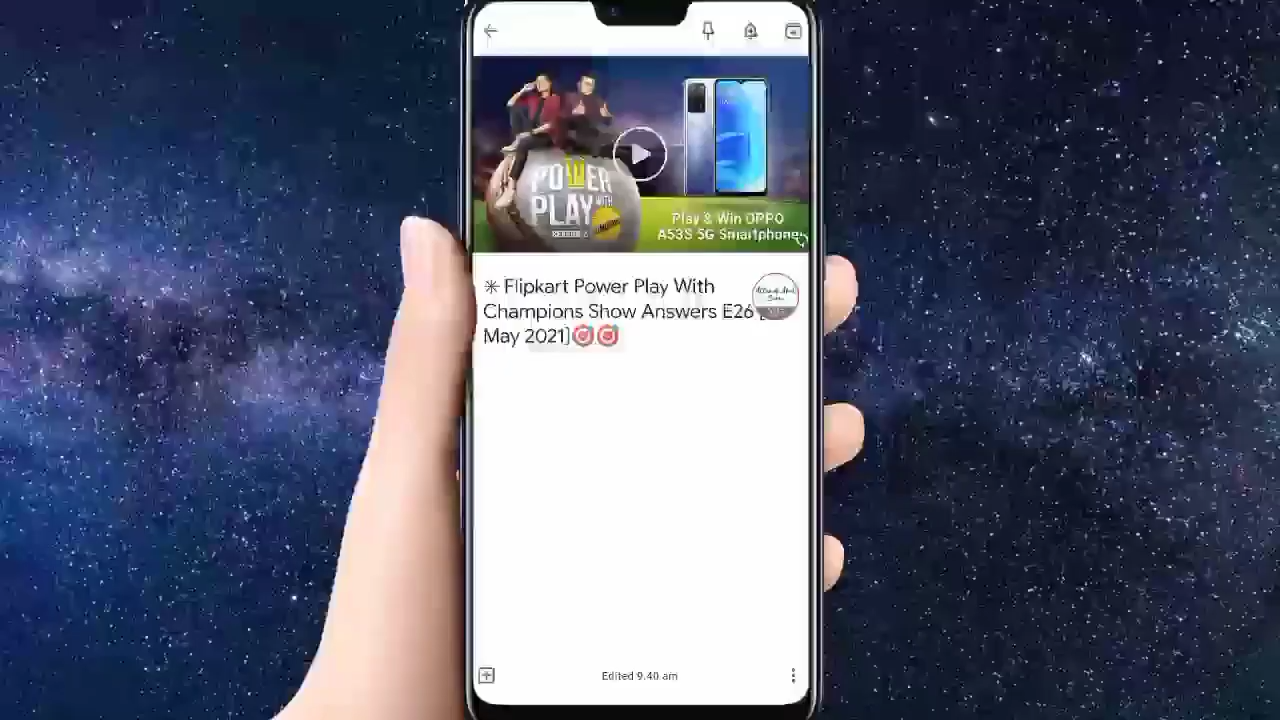 POWER
PLAY WITH
Play & Win OPPO
A53S 5G Smartphone
✳ Flipkart Power Play With
Champions Show Answers E26 [
May 2021]🎯🎯
Edited 9.40 am